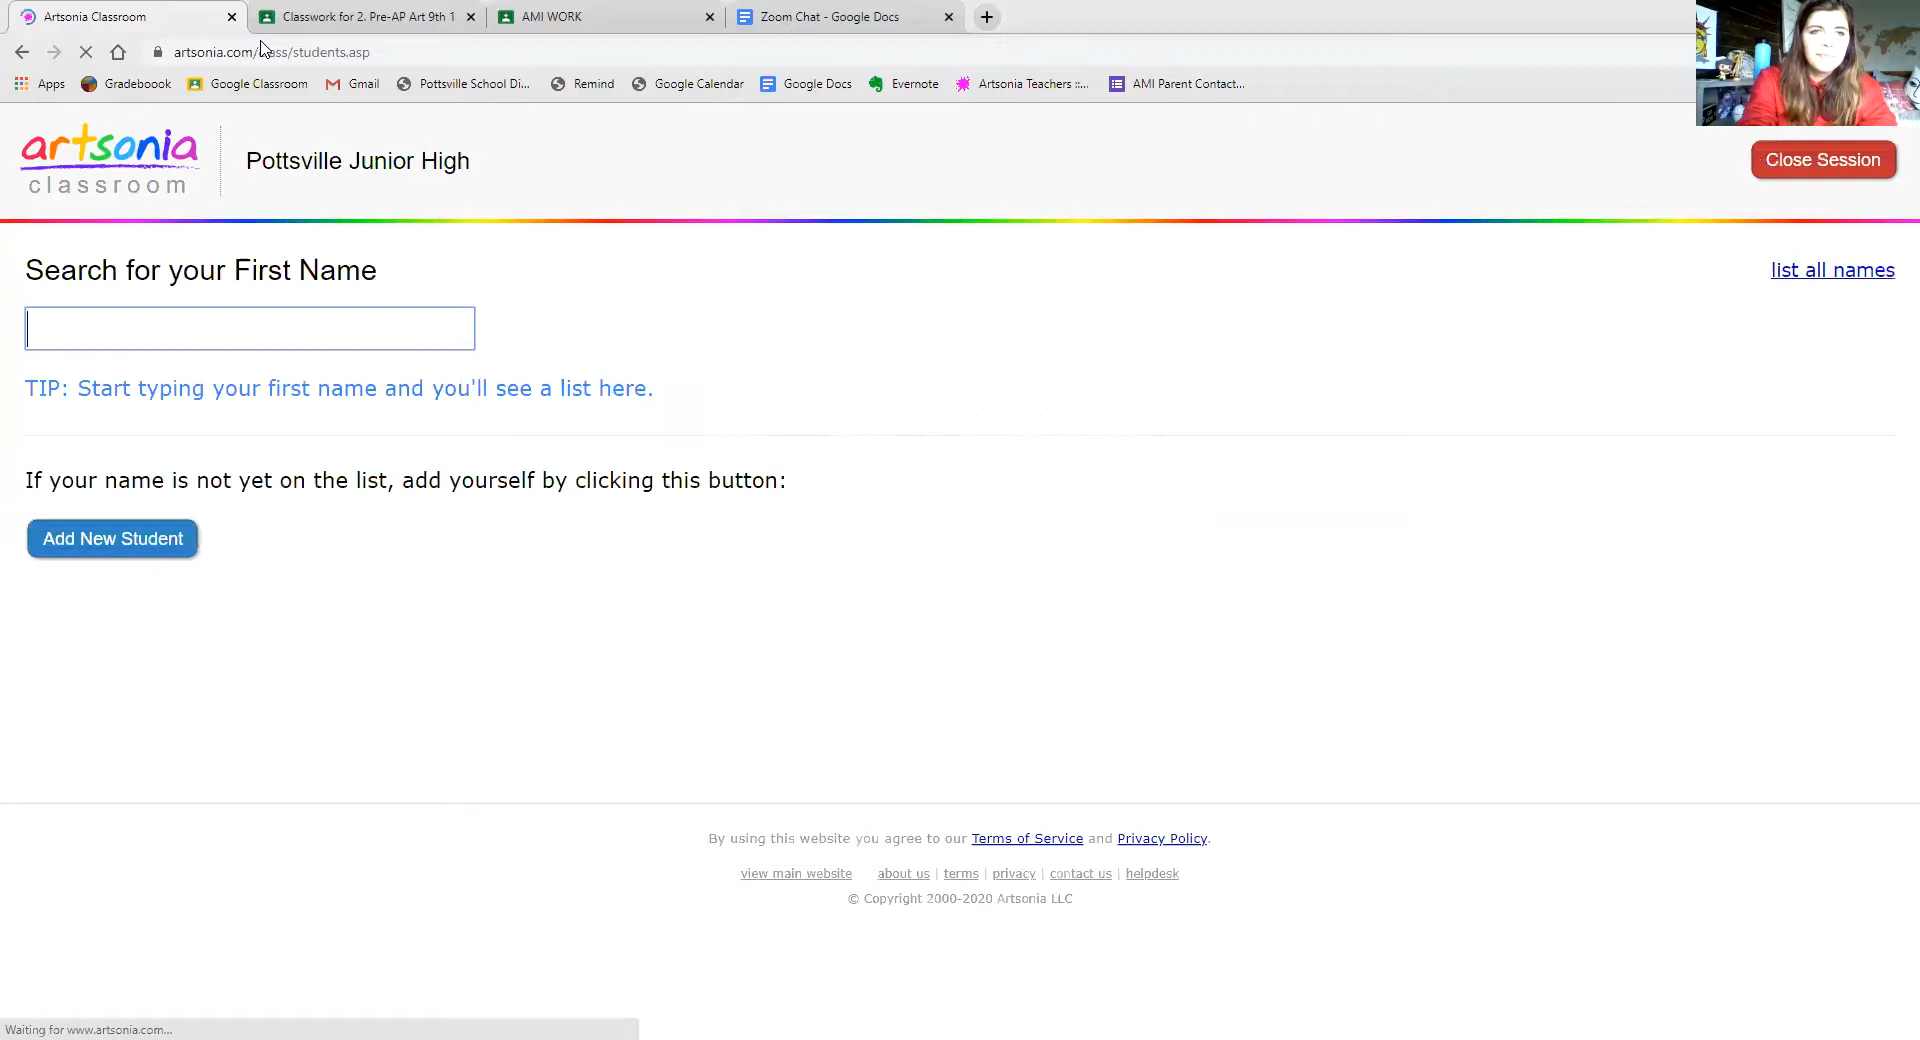 Artsonia Classroom
Classwork for 2. Pre-AP Art 9th 1
AMI WORK
Zoom Chat - Google Docs
artsonia.com/class/students.asp
Apps
Gradeboook
Google Classroom
Gmail
Pottsville School Di...
Remind
Google Calendar
Google Docs
Evernote
Artsonia Teachers ::...
AMI Parent Contact...
artsonia
classroom
Pottsville Junior High
Close Session
Search for your First Name
list all names
TIP: Start typing your first name and you'll see a list here.
If your name is not yet on the list, add yourself by clicking this button:
Add New Student
By using this website you agree to our Terms of Service and Privacy Policy.
view main website about us | terms | privacy | contact us | helpdesk
© Copyright 2000-2020 Artsonia LLC
Waiting for www.artsonia.com...